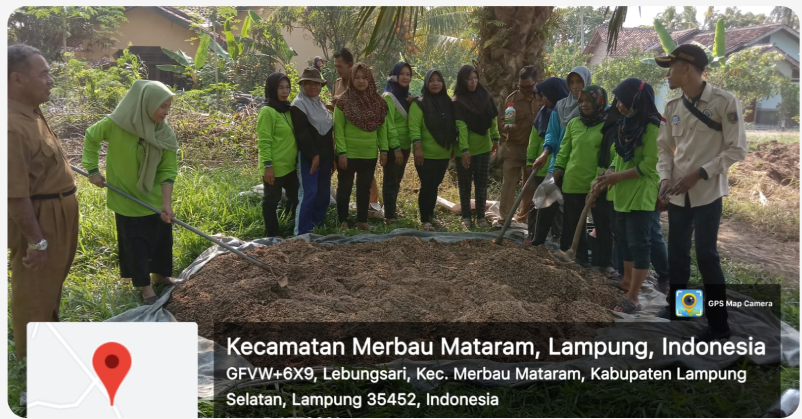 GPS Map Camera
Kecamatan Merbau Mataram, Lampung, Indonesia
GFVW+6X9, Lebungsari, Kec. Merbau Mataram, Kabupaten Lampung
Selatan, Lampung 35452, Indonesia